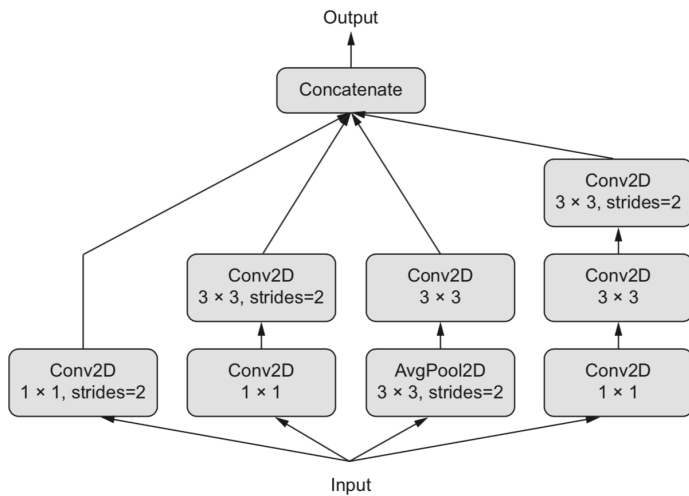 Output
Concatenate
Conv2D
3 × 3, strides=2
Conv2D
3 × 3, strides=2
Conv2D
3 × 3
Conv2D
3 × 3
Conv2D
1 × 1, strides=2
Conv2D
1 × 1
AvgPool2D
3 × 3, strides=2
Conv2D
1 × 1
Input